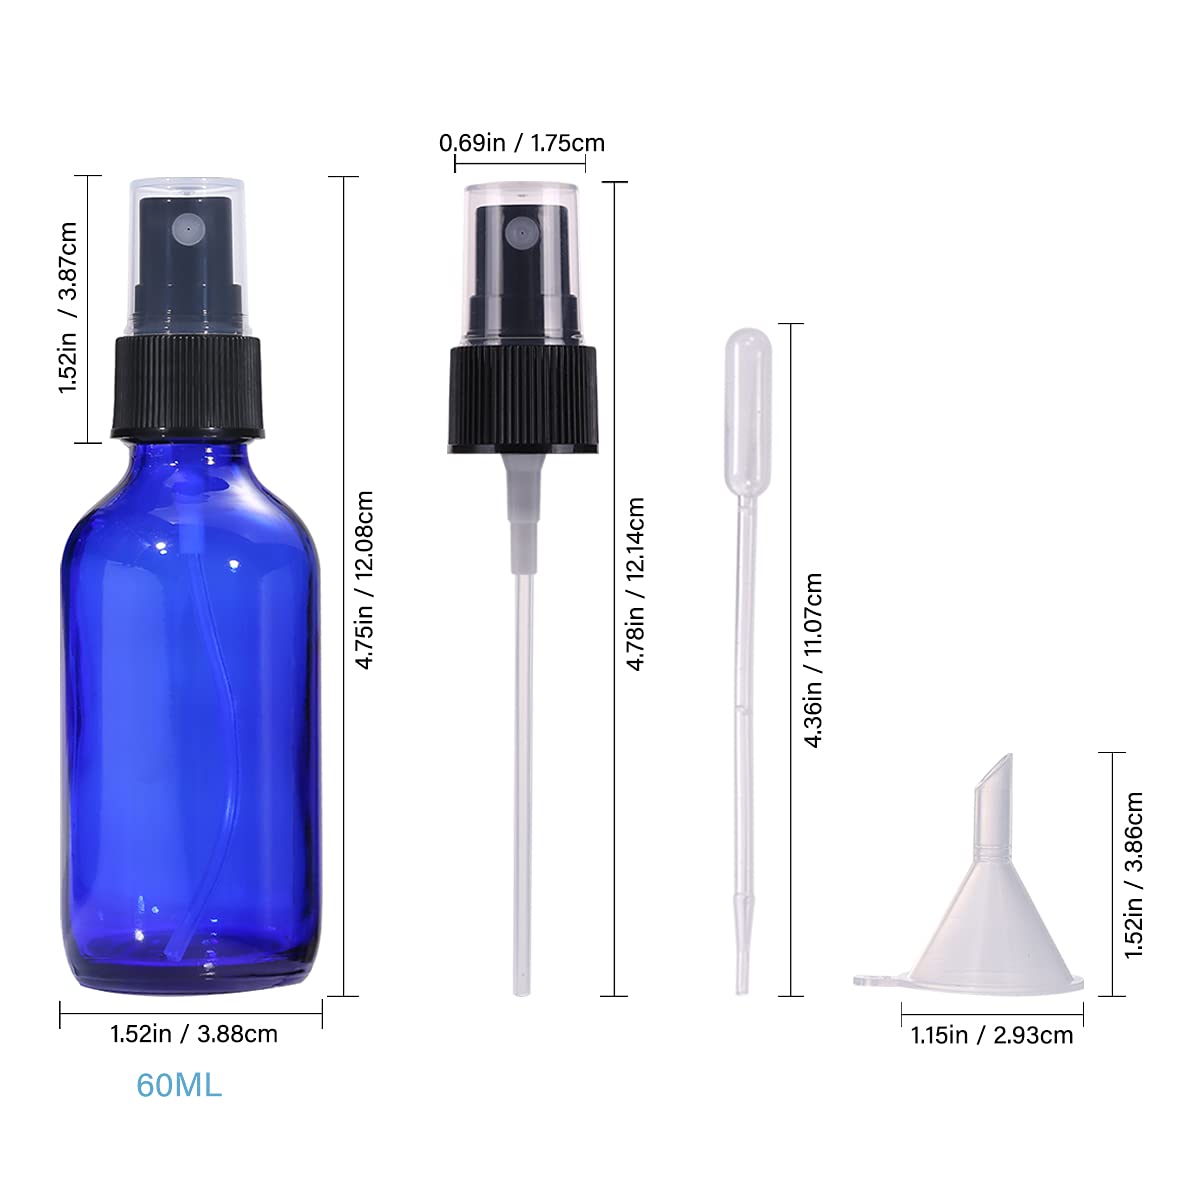 0.69in / 1.75cm
1.52in / 3.87cm
4.75in / 12.08cm
4.78in / 12.14cm
4.36in / 11.07cm
1.52in / 3.86cm
1.52in / 3.88cm
1.15in / 2.93cm
60ML